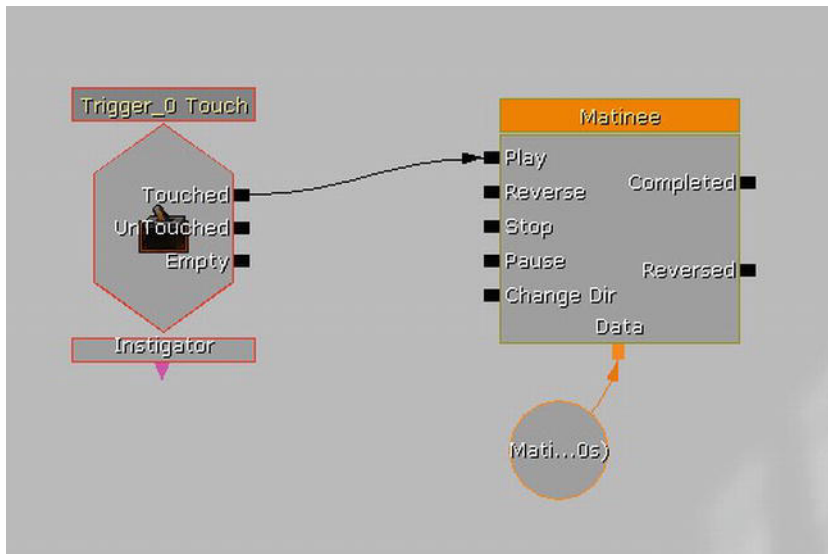 Trigger_0 Touch
Touched
UnTouched
Empty
Instigator
Matinee
Play
Reverse
Stop
Pause
Change Dir
Completed
Reversed
Data
Mati...0s)